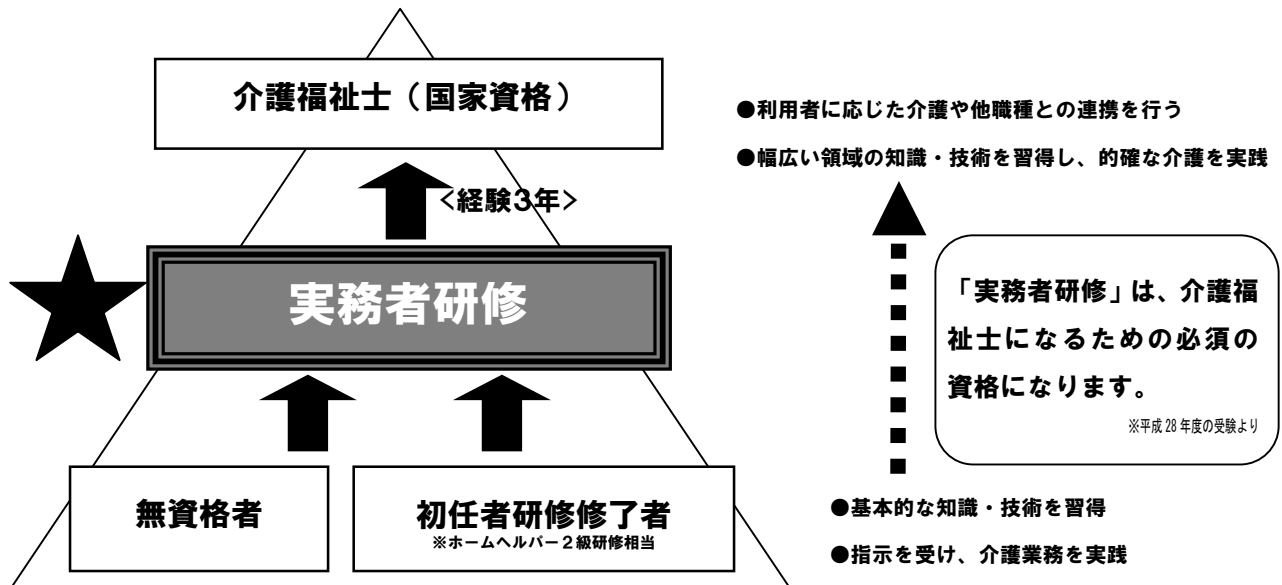 介護福祉士（国家資格）
<経験３年>
実務者研修
無資格者
初任者研修修了者
※ホームヘルパー２級研修相当
●利用者に応じた介護や他職種との連携を行う
●幅広い領域の知識・技術を習得し、的確な介護を実践
「実務者研修」は、介護福
祉士になるための必須の
資格になります。
※平成 28 年度の受験より
●基本的な知識・技術を習得
●指示を受け、介護業務を実践